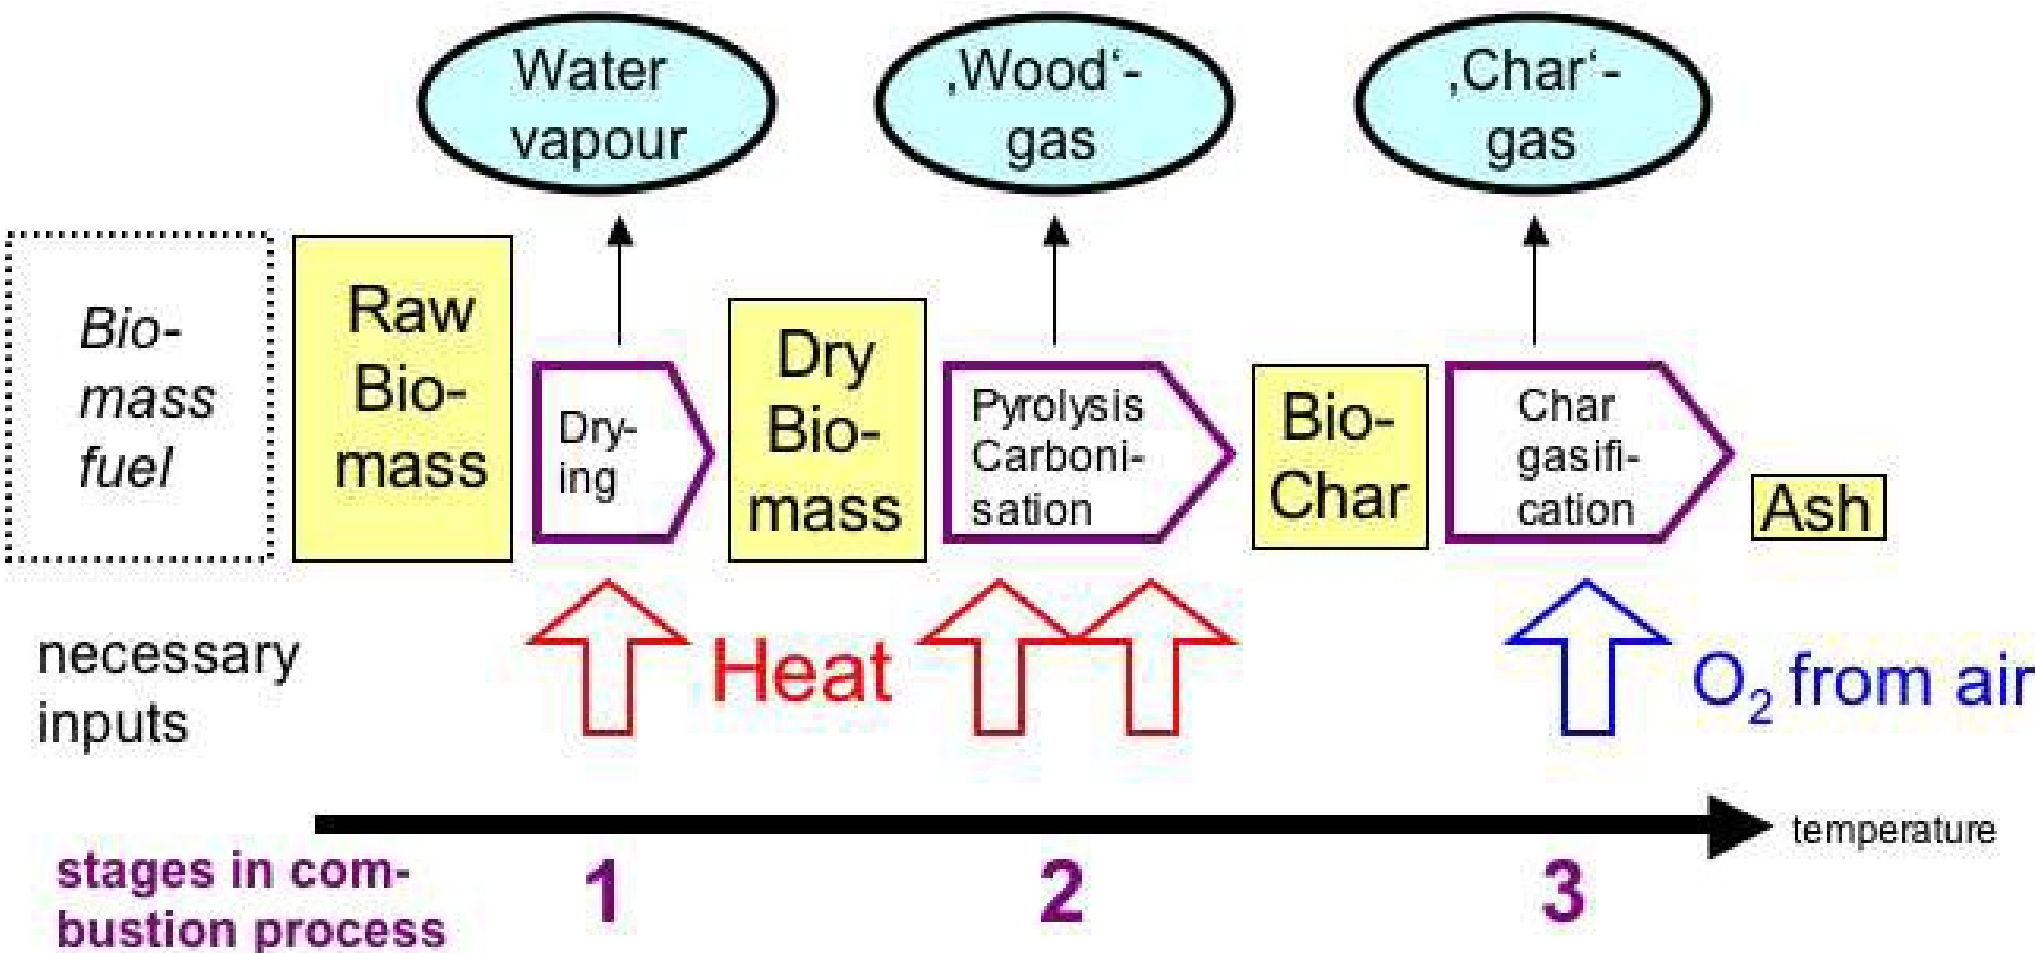 Water
vapour
‚Wood‘-
gas
‚Char‘-
gas
Bio-
mass
fuel
Raw
Bio-
mass
Dry-
ing
Dry
Bio-
mass
Pyrolysis
Carboni-
sation
Bio-
Char
Char
gasifi-
cation
Ash
necessary
inputs
Heat
O₂ from air
temperature
stages in com-
bustion process
1
2
3